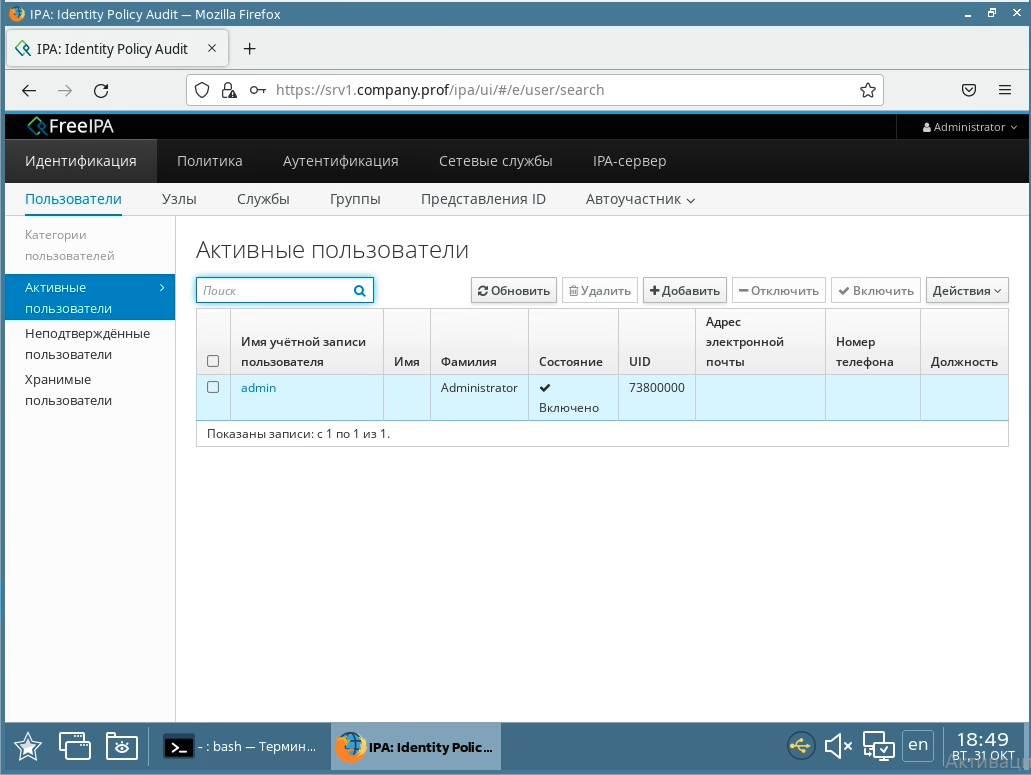 IPA: Identity Policy Audit — Mozilla Firefox
IPA: Identity Policy Audit
https://srv1.company.prof/ipa/ui/#/e/user/search
FreeIPA
Administrator
Идентификация Политика Аутентификация Сетевые службы IPA-сервер
Пользователи Узлы Службы Группы Представления ID Автоучастник
Категории
пользователей
Активные
пользователи
Неподтверждённые
пользователи
Хранимые
пользователи
Активные пользователи
Поиск
Обновить Удалить Добавить Отключить Включить Действия
Имя учётной записи
пользователя
Имя
Фамилия
Состояние
UID
Адрес
электронной
почты
Номер
телефона
Должность
admin
Administrator
Включено
73800000
Показаны записи: с 1 по 1 из 1.
- : bash — Термин...
IPA: Identity Polic...
en
18:49
ВТ, 31 ОКТ
Активаци